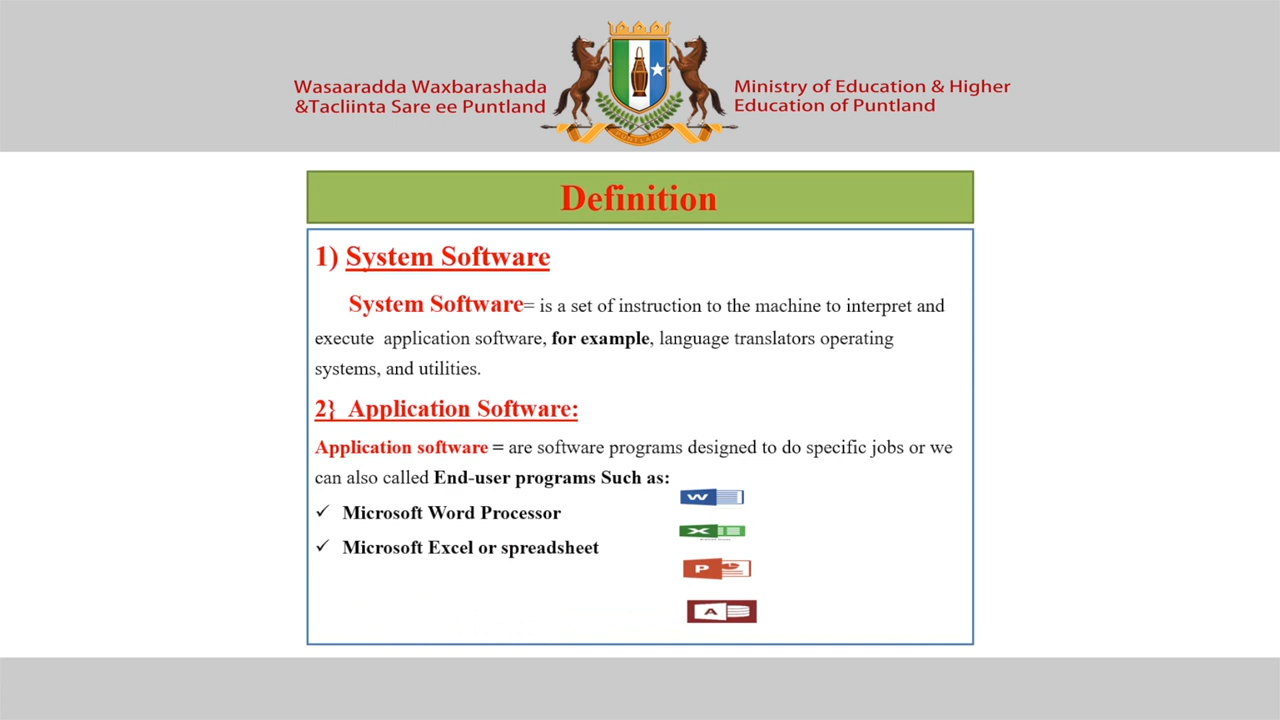 Wasaaradda Waxbarashada
&Tacliinta Sare ee Puntland
Ministry of Education & Higher
Education of Puntland
PUNTLAND
Definition
1) System Software
System Software= is a set of instruction to the machine to interpret and
execute application software, for example, language translators operating
systems, and utilities.
2} Application Software:
Application software = are software programs designed to do specific jobs or we
can also called End-user programs Such as:
W
✓ Microsoft Word Processor
X
✓ Microsoft Excel or spreadsheet
P
A